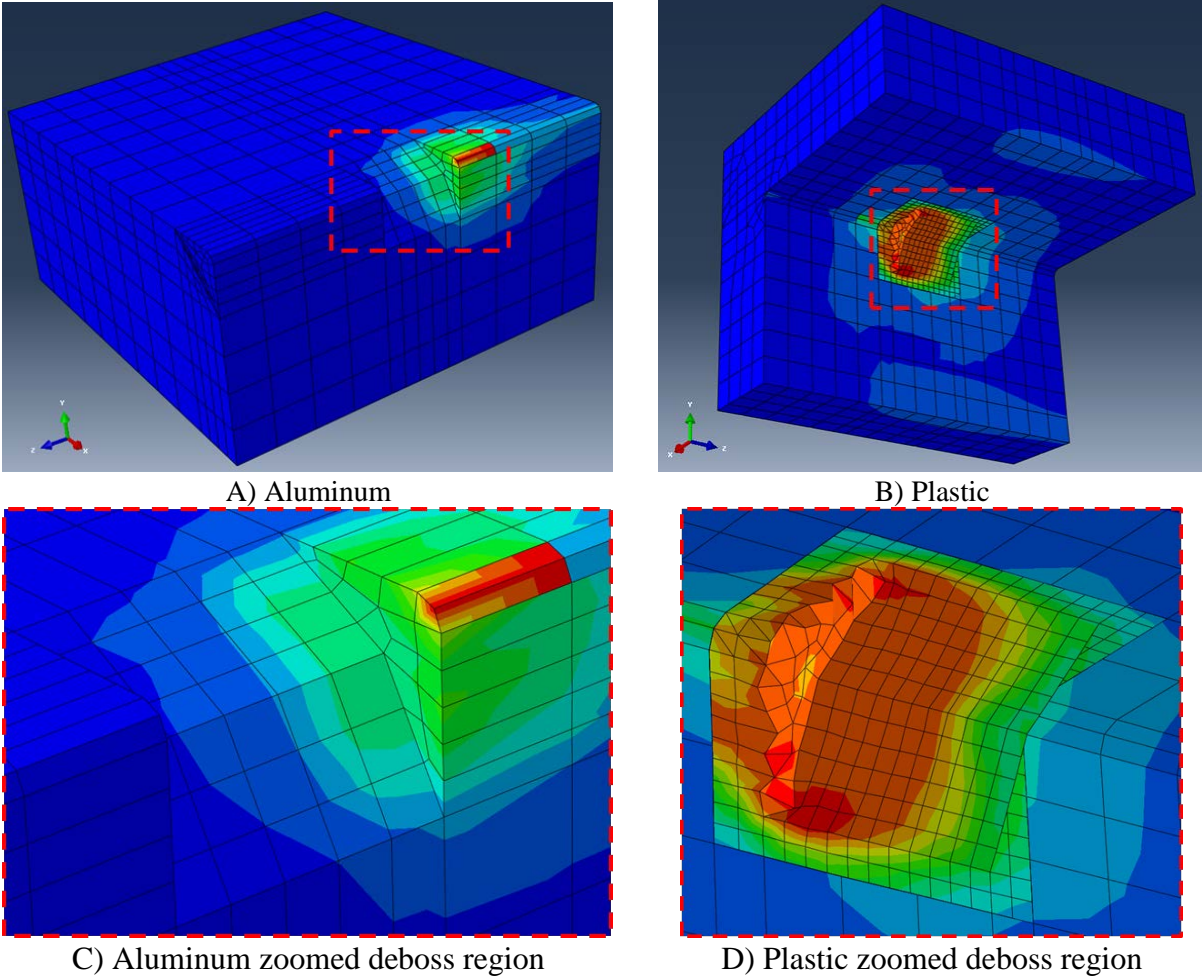 Y
Z
X
Y
X
Z
A) Aluminum
B) Plastic
C) Aluminum zoomed deboss region
D) Plastic zoomed deboss region